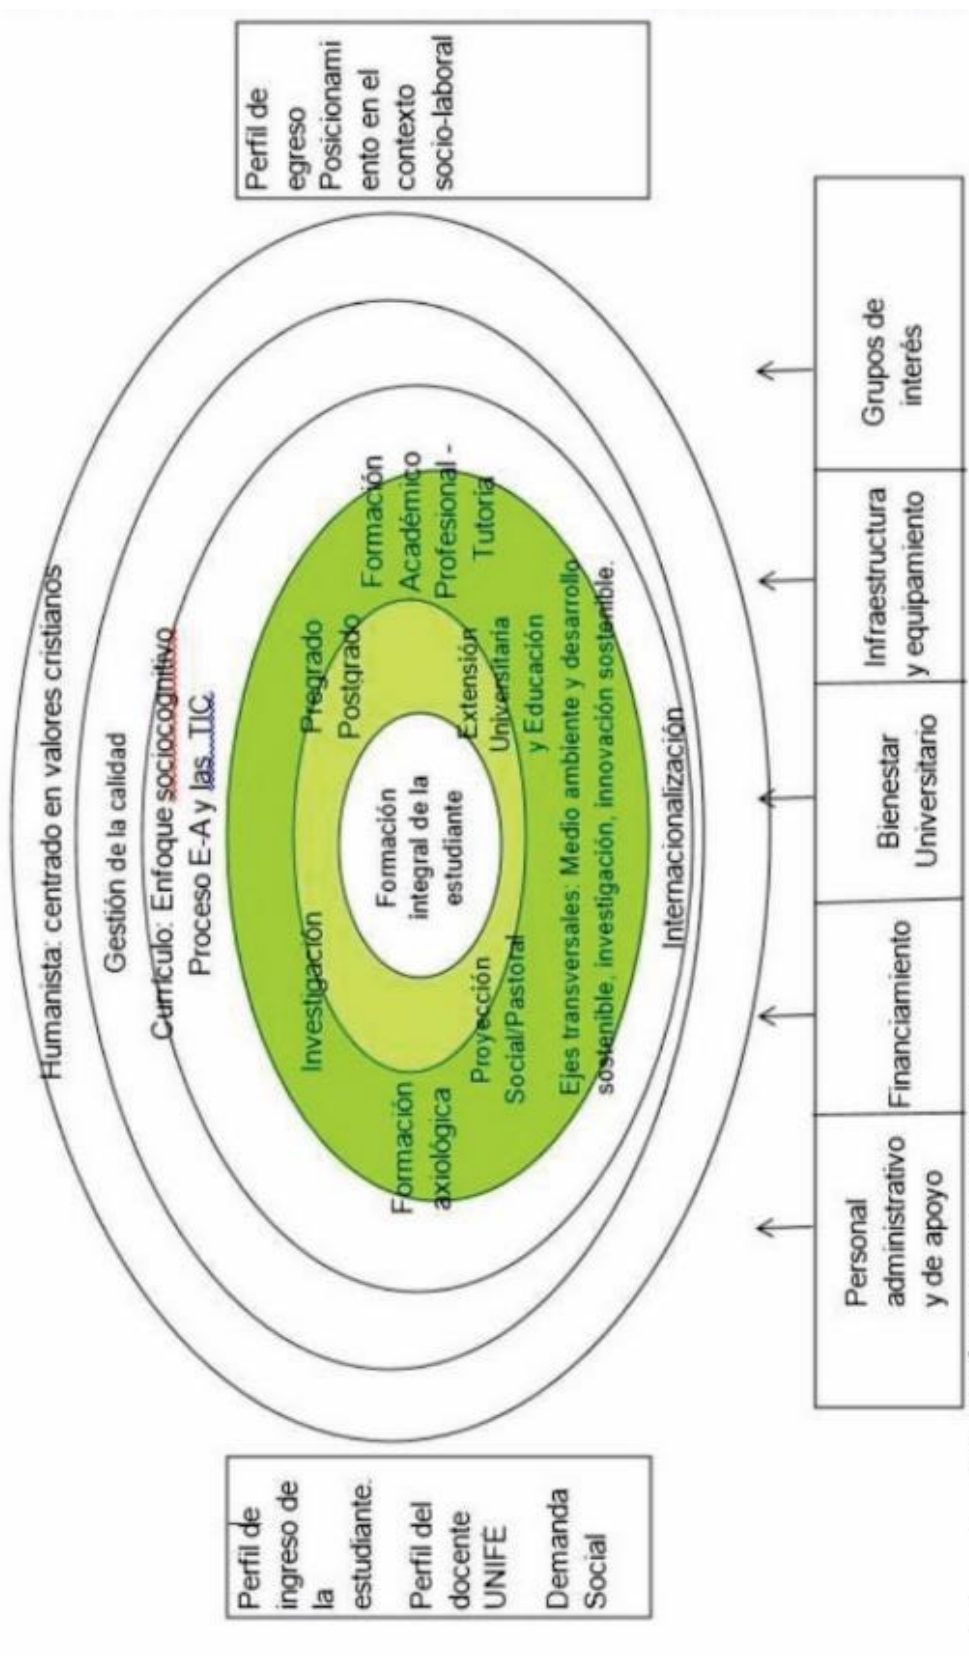 Humanista: centrado en valores cristianos
Gestión de la calidad
Currículo: Enfoque sociocognitivo
Proceso E-A y las TIC.
Perfil de
ingreso de
la
estudiante.
Perfil del
docente
UNIFÉ
Demanda
Social
Investigación
Pregrado
Postgrado
Formación
axiológica
Formación
integral de la
estudiante
Formación
Académico
Profesional -
Tutoría
Proyección
Social/Pastoral
Extensión
Universitaria
y Educación
Ejes transversales: Medio ambiente y desarrollo
sostenible, investigación, innovación sostenible.
Internacionalización
Perfil de
egreso
Posicionami
ento en el
contexto
socio-laboral
Personal
administrativo
y de apoyo
Financiamiento
Bienestar
Universitario
Infraestructura
y equipamiento
Grupos de
interés